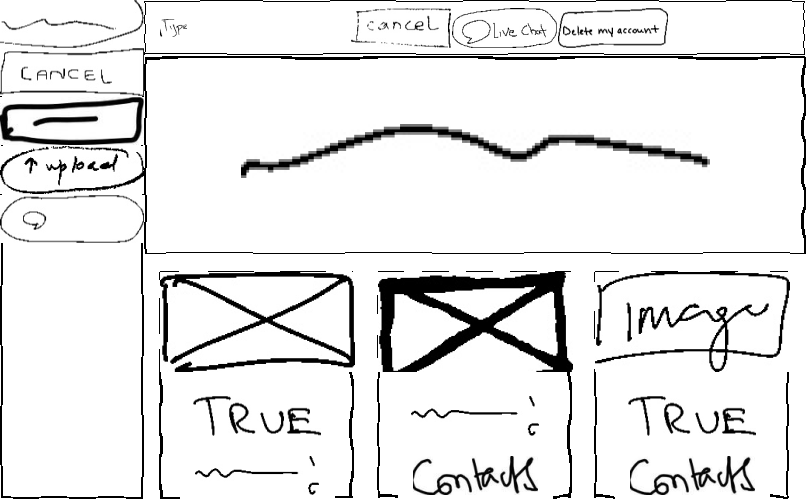 Type
cancel
Live Chat
Delete my account
CANCEL
upload
Image
TRUE
Contacts
TRUE
Contacts